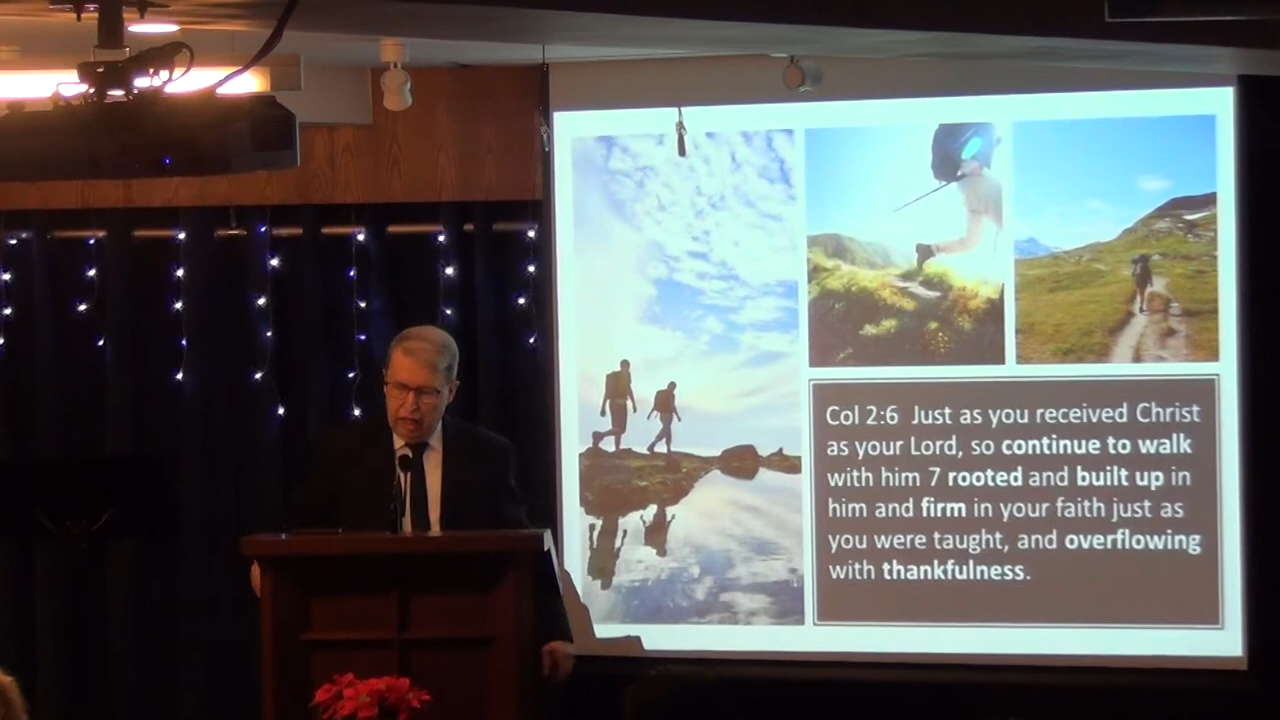 Col 2:6 Just as you received Christ
as your Lord, so continue to walk
with him 7 rooted and built up in
him and firm in your faith just as
you were taught, and overflowing
with thankfulness.